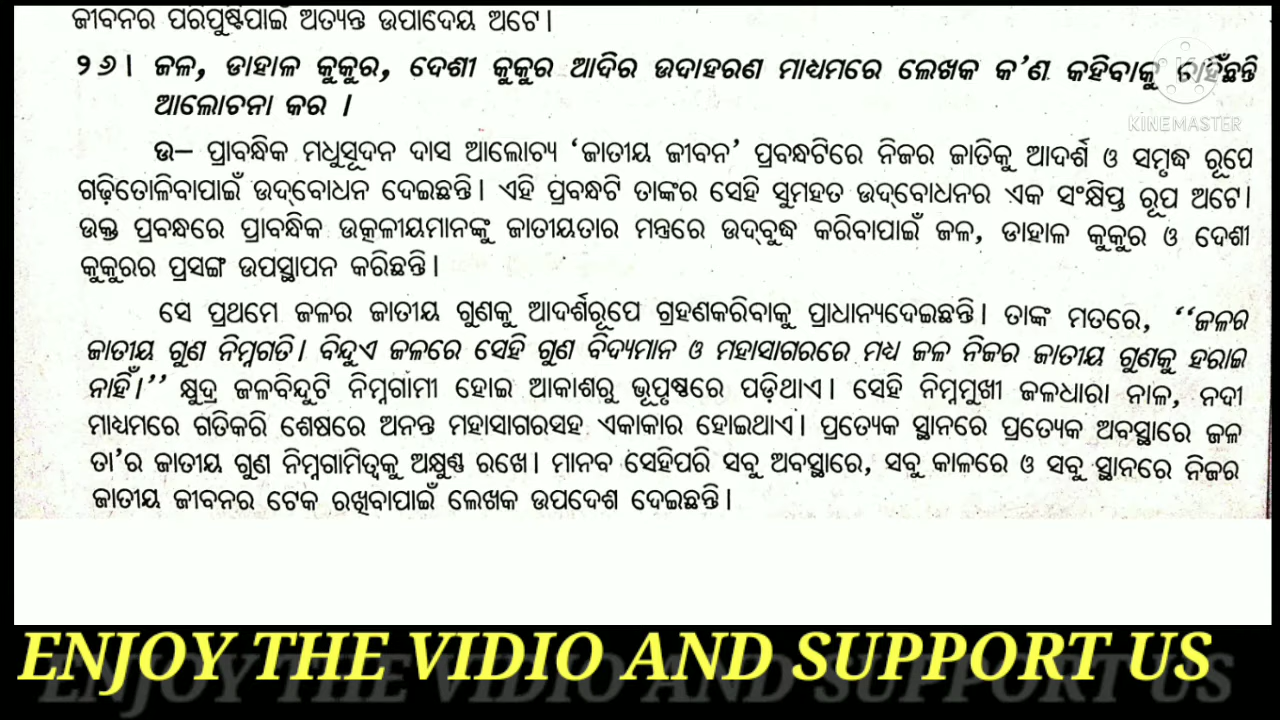 ଜୀବନର ପରିପୁଷ୍ଟିପାଇଁ ଅତ୍ୟନ୍ତ ଉପାଦେୟ ଅଟେ।
୨୬। ଜଳ, ଡାହାଳ କୁକୁର, ଦେଶୀ କୁକୁର ଆଦିର ଉଦାହରଣ ମାଧ୍ୟମରେ ଲେଖକ କ'ଣ କହିବାକୁ ଚାହିଁଛନ୍ତି
ଆଲୋଚନା କର ।
KINEMASTER
ଉ– ପ୍ରାବନ୍ଧିକ ମଧୁସୂଦନ ଦାସ ଆଲୋଚ୍ୟ 'ଜାତୀୟ ଜୀବନ' ପ୍ରବନ୍ଧଟିରେ ନିଜର ଜାତିକୁ ଆଦର୍ଶ ଓ ସମୃଦ୍ଧ ରୂପେ
ଗଢ଼ିତୋଳିବାପାଇଁ ଉଦ୍‌ବୋଧନ ଦେଇଛନ୍ତି। ଏହି ପ୍ରବନ୍ଧଟି ତାଙ୍କର ସେହି ସୁମହତ ଉଦ୍‌ବୋଧନର ଏକ ସଂକ୍ଷିପ୍ତ ରୂପ ଅଟେ।
ଉକ୍ତ ପ୍ରବନ୍ଧରେ ପ୍ରାବନ୍ଧିକ ଉତ୍କଳୀୟମାନଙ୍କୁ ଜାତୀୟତାର ମନ୍ତ୍ରରେ ଉଦ୍‌ବୁଦ୍ଧ କରିବାପାଇଁ ଜଳ, ଡାହାଳ କୁକୁର ଓ ଦେଶୀ
କୁକୁରର ପ୍ରସଙ୍ଗ ଉପସ୍ଥାପନ କରିଛନ୍ତି।
ସେ ପ୍ରଥମେ ଜଳର ଜାତୀୟ ଗୁଣକୁ ଆଦର୍ଶରୂପେ ଗ୍ରହଣକରିବାକୁ ପ୍ରାଧାନ୍ୟଦେଇଛନ୍ତି। ତାଙ୍କ ମତରେ, ''ଜଳର
ଜାତୀୟ ଗୁଣ ନିମ୍ନଗତି। ବିନ୍ଦୁଏ ଜଳରେ ସେହି ଗୁଣ ବିଦ୍ୟମାନ ଓ ମହାସାଗରରେ ମଧ୍ୟ ଜଳ ନିଜର ଜାତୀୟ ଗୁଣକୁ ହରାଇ
ନାହିଁ।'' କ୍ଷୁଦ୍ର ଜଳବିନ୍ଦୁଟି ନିମ୍ନଗାମୀ ହୋଇ ଆକାଶରୁ ଭୂପୃଷ୍ଠରେ ପଡ଼ିଥାଏ। ସେହି ନିମ୍ନମୁଖୀ ଜଳଧାରା ନାଳ, ନଦୀ
ମାଧ୍ୟମରେ ଗତିକରି ଶେଷରେ ଅନନ୍ତ ମହାସାଗରସହ ଏକାକାର ହୋଇଥାଏ। ପ୍ରତ୍ୟେକ ସ୍ଥାନରେ ପ୍ରତ୍ୟେକ ଅବସ୍ଥାରେ ଜଳ
ତା'ର ଜାତୀୟ ଗୁଣ ନିମ୍ନଗାମିତ୍ୱକୁ ଅକ୍ଷୁଣ୍ଣ ରଖେ। ମାନବ ସେହିପରି ସବୁ ଅବସ୍ଥାରେ, ସବୁ କାଳରେ ଓ ସବୁ ସ୍ଥାନରେ ନିଜର
ଜାତୀୟ ଜୀବନର ଟେକ ରଖିବାପାଇଁ ଲେଖକ ଉପଦେଶ ଦେଇଛନ୍ତି।
ENJOY THE VIDIO AND SUPPORT US